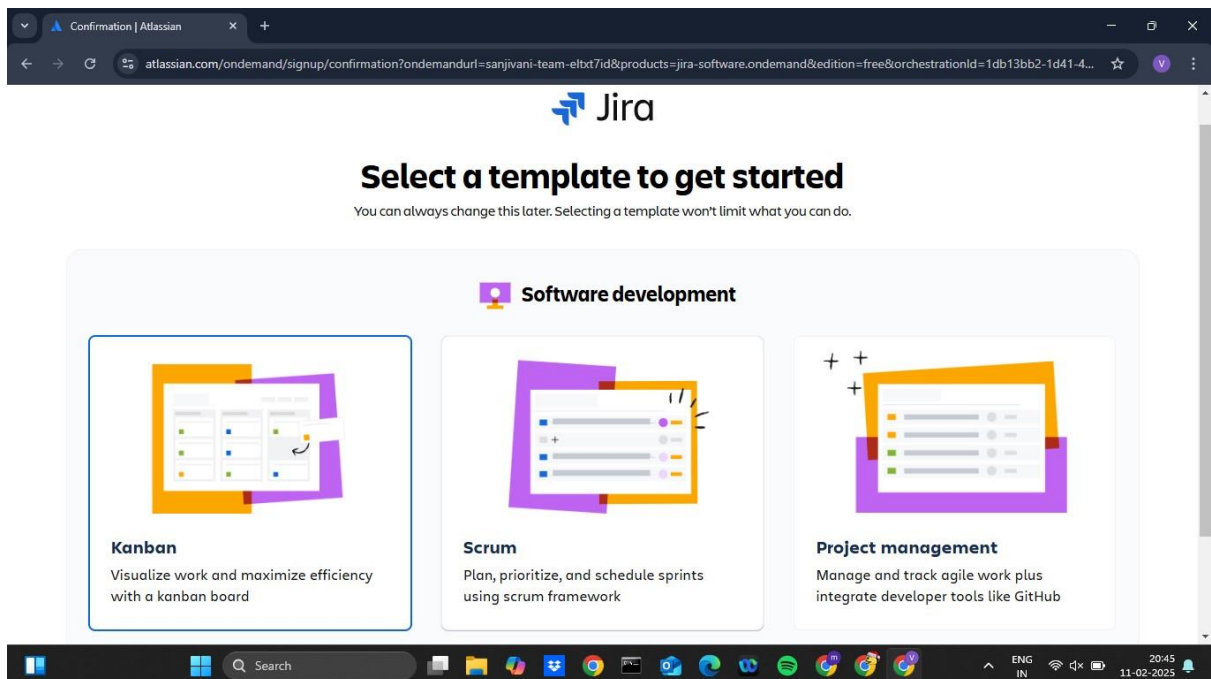 Confirmation | Atlassian
atlassian.com/ondemand/signup/confirmation?ondemandurl=sanjivani-team-eltxt7id&products=jira-software.ondemand&edition=free&orchestrationId=1db13bb2-1d41-4...
V
Jira
Select a template to get started
You can always change this later. Selecting a template won't limit what you can do.
Software development
Kanban
Visualize work and maximize efficiency
with a kanban board
Scrum
Plan, prioritize, and schedule sprints
using scrum framework
Project management
Manage and track agile work plus
integrate developer tools like GitHub
Search
ENG
IN
20:45
11-02-2025